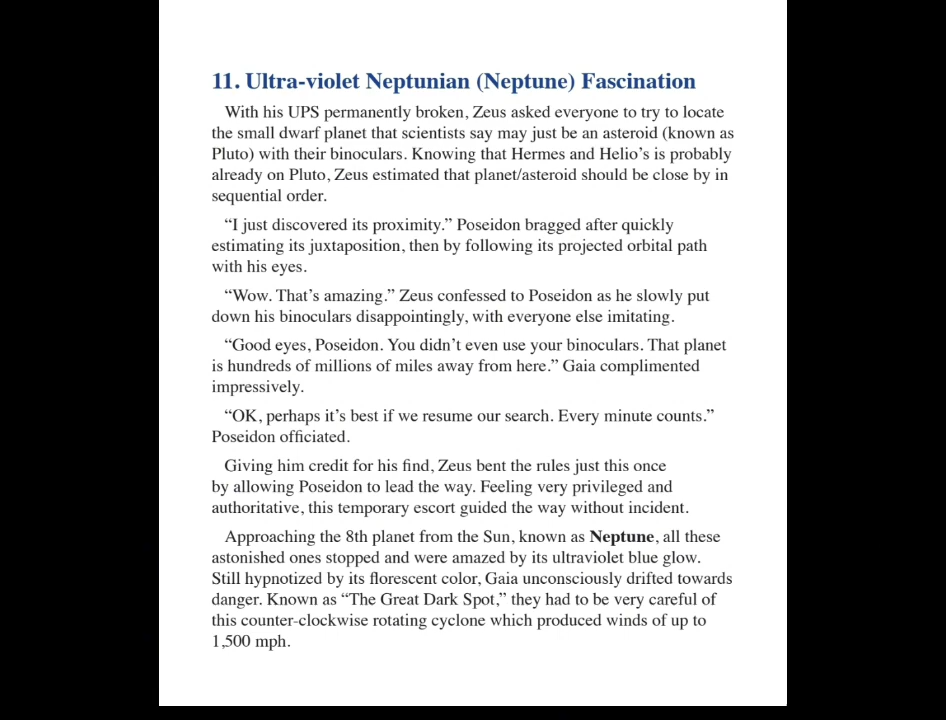 11. Ultra-violet Neptunian (Neptune) Fascination
With his UPS permanently broken, Zeus asked everyone to try to locate
the small dwarf planet that scientists say may just be an asteroid (known as
Pluto) with their binoculars. Knowing that Hermes and Helio’s is probably
already on Pluto, Zeus estimated that planet/asteroid should be close by in
sequential order.
“I just discovered its proximity.” Poseidon bragged after quickly
estimating its juxtaposition, then by following its projected orbital path
with his eyes.
“Wow. That’s amazing.” Zeus confessed to Poseidon as he slowly put
down his binoculars disappointingly, with everyone else imitating.
“Good eyes, Poseidon. You didn’t even use your binoculars. That planet
is hundreds of millions of miles away from here.” Gaia complimented
impressively.
“OK, perhaps it’s best if we resume our search. Every minute counts.”
Poseidon officiated.
Giving him credit for his find, Zeus bent the rules just this once
by allowing Poseidon to lead the way. Feeling very privileged and
authoritative, this temporary escort guided the way without incident.
Approaching the 8th planet from the Sun, known as Neptune, all these
astonished ones stopped and were amazed by its ultraviolet blue glow.
Still hypnotized by its florescent color, Gaia unconsciously drifted towards
danger. Known as “The Great Dark Spot,” they had to be very careful of
this counter-clockwise rotating cyclone which produced winds of up to
1,500 mph.